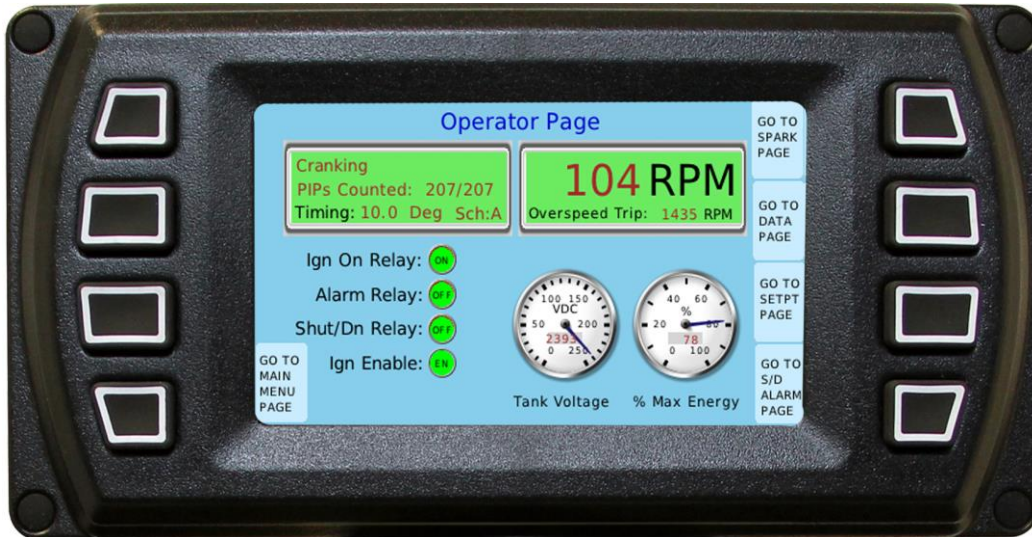 Operator Page
Cranking
PIPs Counted: 207/207
Timing: 10.0 Deg Sch:A
104 RPM
Overspeed Trip: 1435 RPM
GO TO
SPARK
PAGE
GO TO
DATA
PAGE
GO TO
SETPT
PAGE
GO TO
S/D
ALARM
PAGE
Ign On Relay: ON
Alarm Relay: OFF
Shut/Dn Relay: OFF
Ign Enable: EN
GO TO
MAIN
MENU
PAGE
100 150
VDC
50 200
2393
0 250
Tank Voltage
40 60
%
20 80
78
0 100
% Max Energy